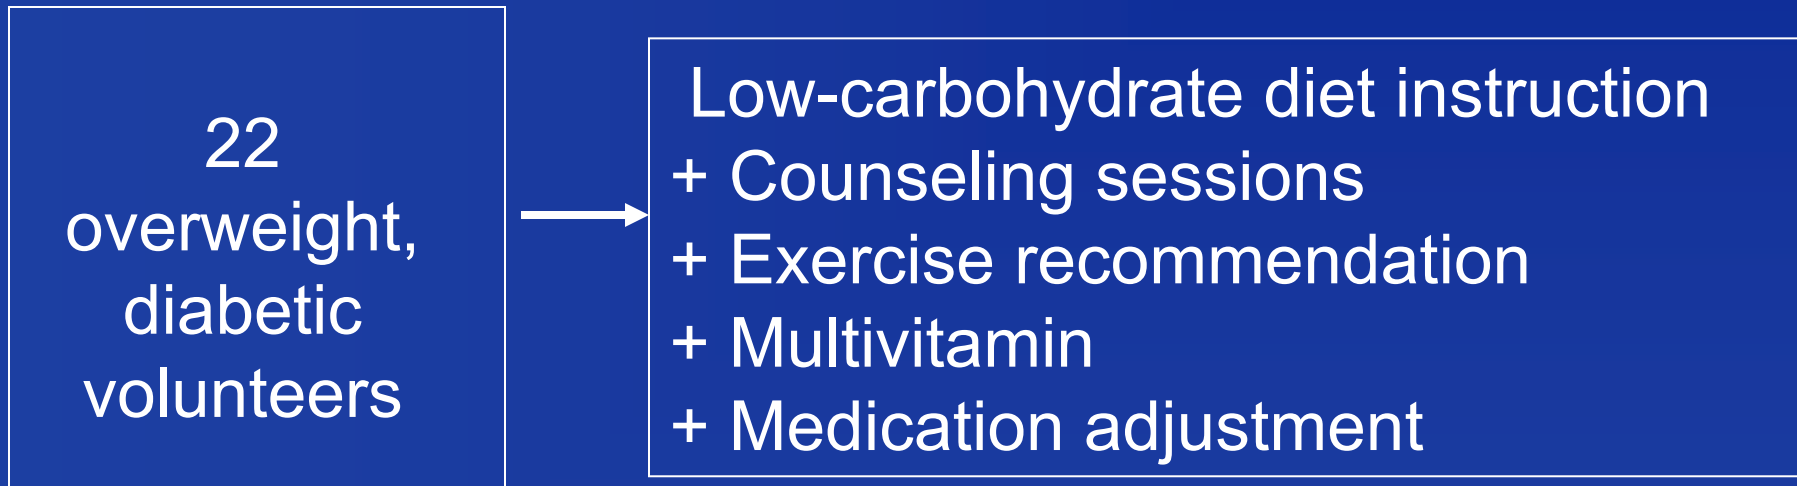 22
overweight,
diabetic
volunteers
Low-carbohydrate diet instruction
+ Counseling sessions
+ Exercise recommendation
+ Multivitamin
+ Medication adjustment